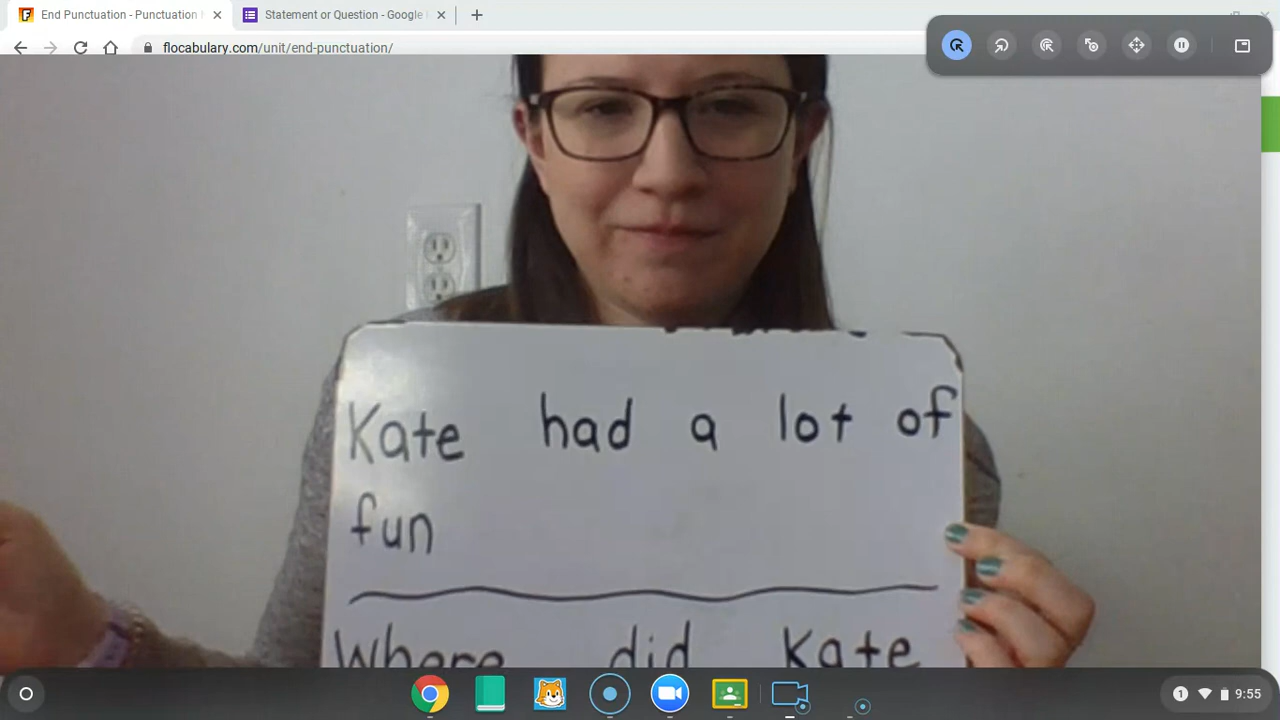 End Punctuation - Punctuation
Statement or Question - Google
flocabulary.com/unit/end-punctuation/
Kate had a lot of
fun
Where did Kate
1
9:55